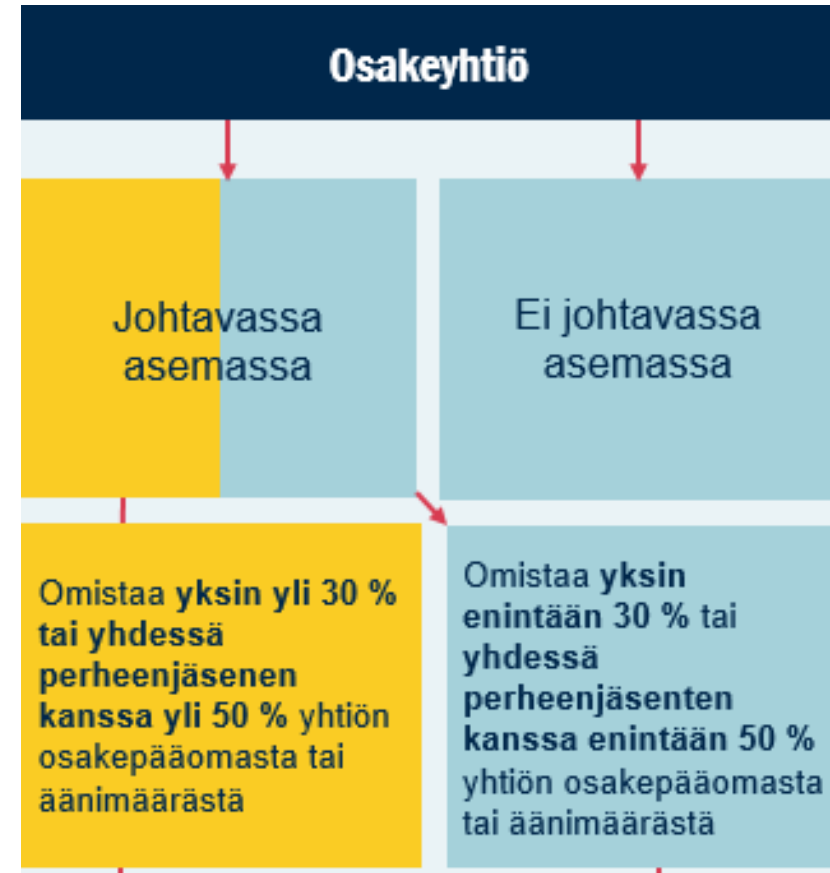 Osakeyhtiö
Johtavassa
asemassa
Ei johtavassa
asemassa
Omistaa yksin yli 30 %
tai yhdessä
perheenjäsenen
kanssa yli 50 % yhtiön
osakepääomasta tai
äänimäärästä
Omistaa yksin
enintään 30 % tai
yhdessä
perheenjäsenten
kanssa enintään 50 %
yhtiön osakepääomasta
tai äänimäärästä